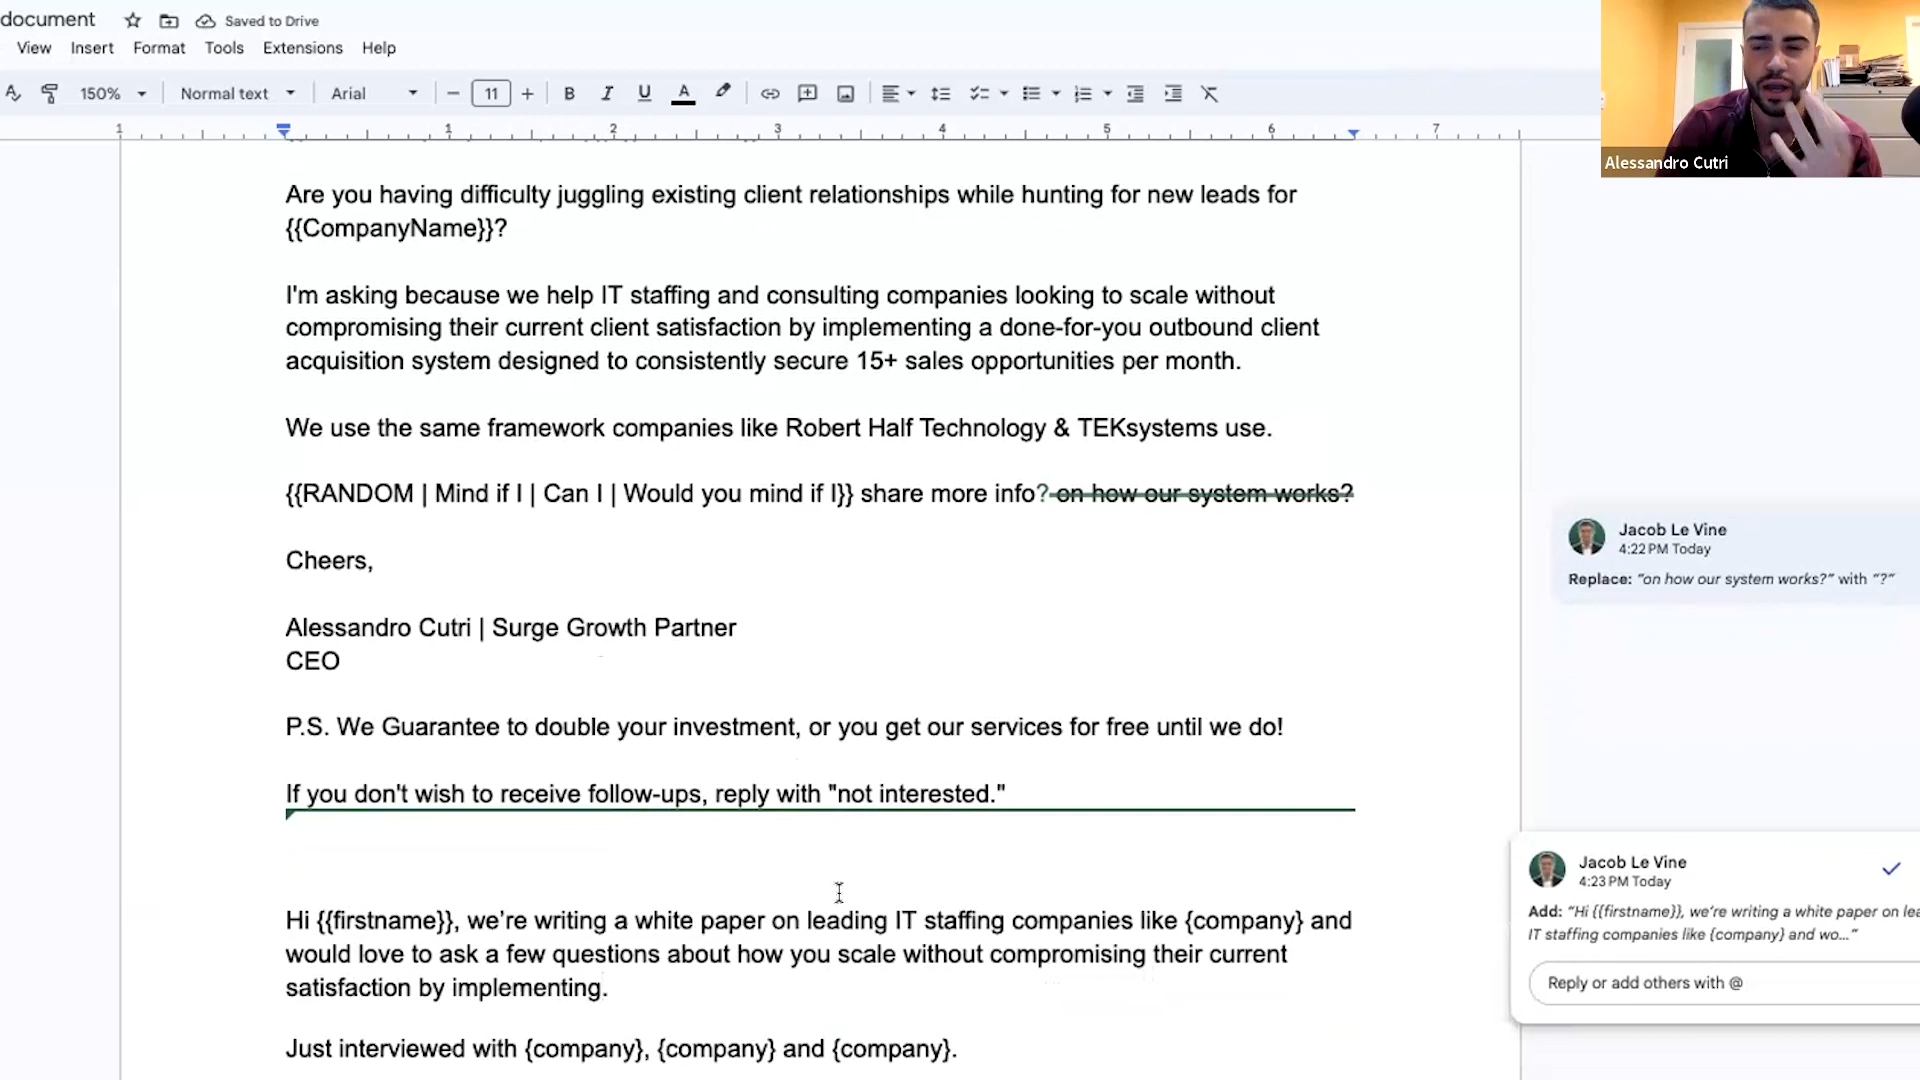 document Saved to Drive
View Insert Format Tools Extensions Help
150% Normal text Arial 11 B I U A
1 1 2 3 4 5 6 7
Alessandro Cutri
Are you having difficulty juggling existing client relationships while hunting for new leads for
{{CompanyName}}?
I'm asking because we help IT staffing and consulting companies looking to scale without
compromising their current client satisfaction by implementing a done-for-you outbound client
acquisition system designed to consistently secure 15+ sales opportunities per month.
We use the same framework companies like Robert Half Technology & TEKsystems use.
{{RANDOM | Mind if I | Can I | Would you mind if I}} share more info? on how our system works?
Cheers,
Alessandro Cutri | Surge Growth Partner
CEO
P.S. We Guarantee to double your investment, or you get our services for free until we do!
If you don't wish to receive follow-ups, reply with "not interested."
Hi {{firstname}}, we’re writing a white paper on leading IT staffing companies like {company} and
would love to ask a few questions about how you scale without compromising their current
satisfaction by implementing.
Just interviewed with {company}, {company} and {company}.
Jacob Le Vine
4:22 PM Today
Replace: “on how our system works?” with “?”
Jacob Le Vine
4:23 PM Today
Add: “Hi {{firstname}}, we’re writing a white paper on lea
IT staffing companies like {company} and wo...”
Reply or add others with @